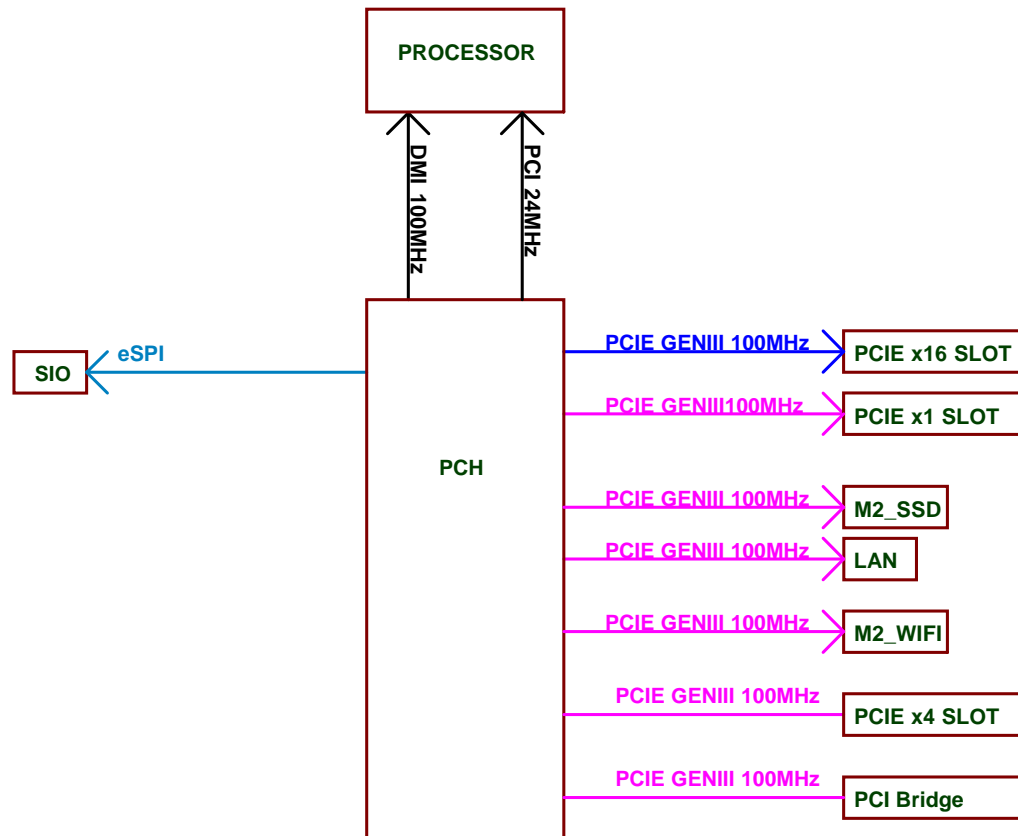 PROCESSOR
DMI 100MHz
PCI 24MHz
eSPI
SIO
PCH
PCIE GENIII 100MHz
PCIE x16 SLOT
PCIE GENIII100MHz
PCIE x1 SLOT
PCIE GENIII 100MHz
M2_SSD
PCIE GENIII 100MHz
LAN
PCIE GENIII 100MHz
M2_WIFI
PCIE GENIII 100MHz
PCIE x4 SLOT
PCIE GENIII 100MHz
PCI Bridge